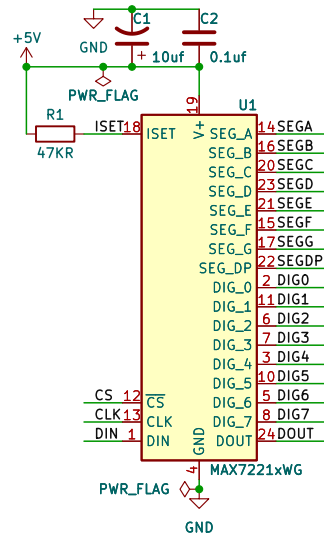 C1
C2
+5V
GND
+ 10uf
0.1uf
PWR_FLAG
R1
47KR
ISET 18
19
U1
ISET
V+
SEG_A 14 SEGA
SEG_B 16 SEGB
SEG_C 20 SEGC
SEG_D 23 SEGD
SEG_E 21 SEGE
SEG_F 15 SEGF
SEG_G 17 SEGG
SEG_DP 22 SEGDP
DIG_0 2 DIG0
DIG_1 11 DIG1
DIG_2 6 DIG2
DIG_3 7 DIG3
DIG_4 3 DIG4
DIG_5 10 DIG5
CS 12 CS DIG_6 5 DIG6
CLK 13 CLK DIG_7 8 DIG7
DIN 1 DIN DOUT 24 DOUT
GND
4
MAX7221xWG
PWR_FLAG
GND